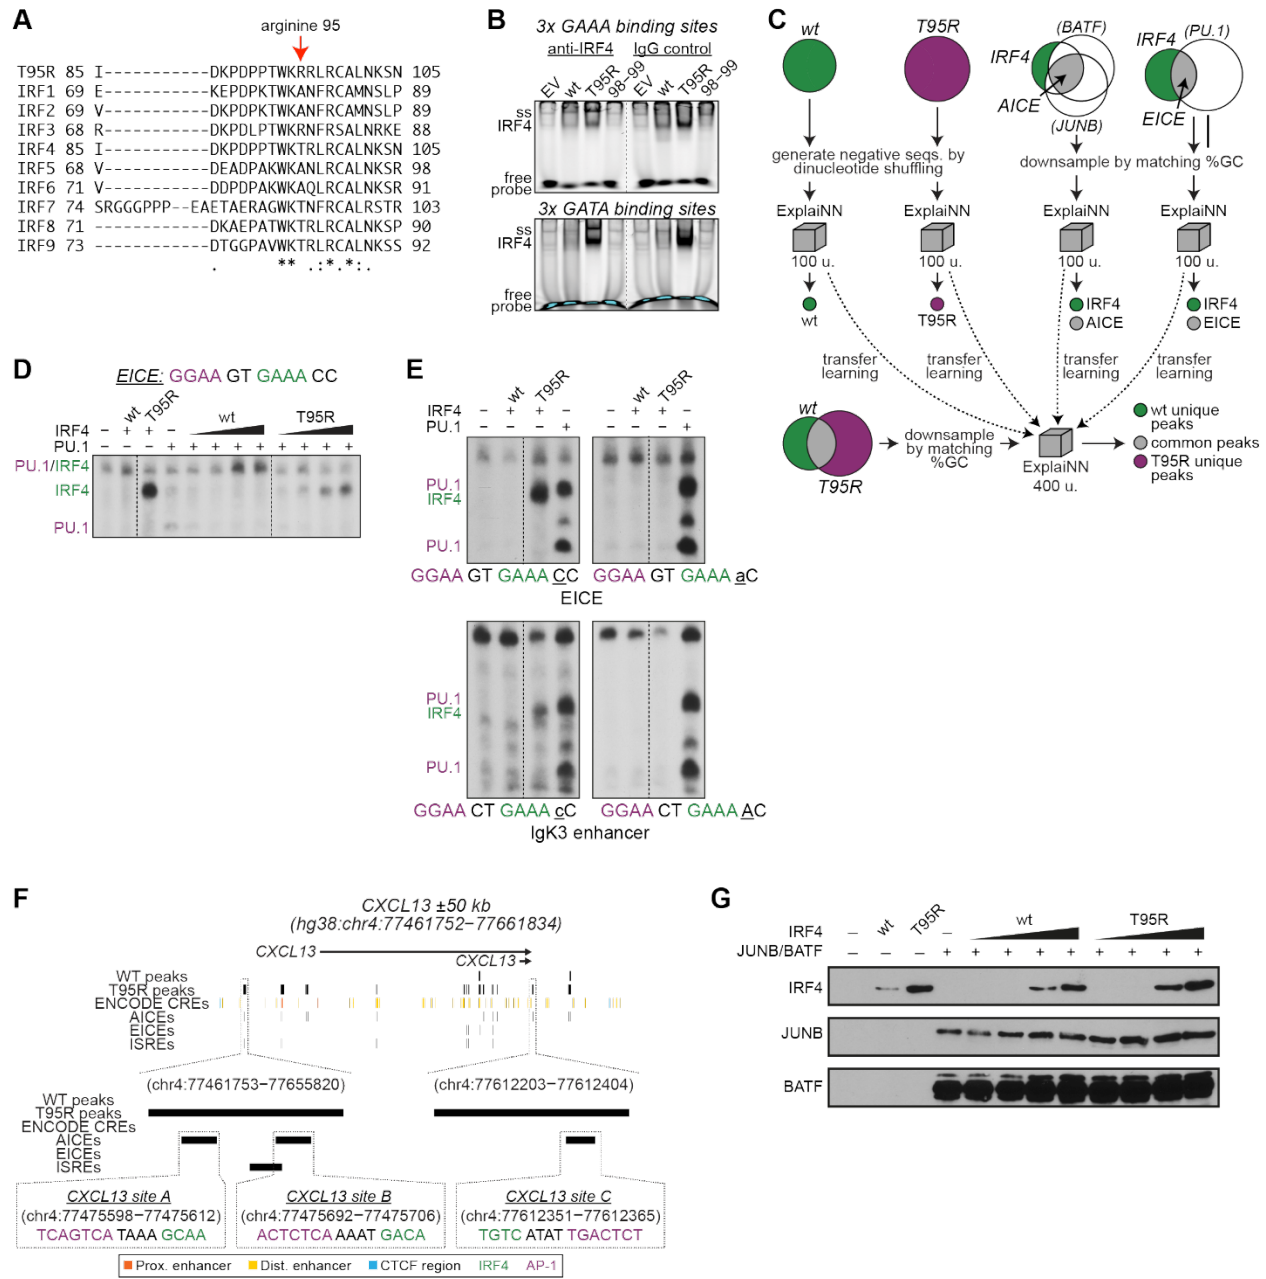 A
arginine 95
T95R 85 I-----------DKPDPPTWKRRLRCALNKSN 105
IRF1 69 E-----------KEPDPKTWKANFRCAMNSLP 89
IRF2 69 V-----------DKPDPKTWKANFRCAMNSLP 89
IRF3 68 R-----------DKPDLPTWKRNFRSALNRKE 88
IRF4 85 I-----------DKPDPPTWKTRLRCALNKSN 105
IRF5 68 V-----------DEADPAKWKANLRCALNKSR 98
IRF6 71 V-----------DDPDPAKWKAQLRCALNKSR 91
IRF7 74 SRGGGPPP--EAETAERAGWKTNFRCALRSTR 103
IRF8 71 -----------DKAEPATWKTRLRCALNKSP 90
IRF9 73 -----------DTGGPAVWKTRLRCALNKSS 92
. ** .:*.*:.
B
3x GAAA binding sites
anti-IRF4 IgG control
EV wt T95R 98–99 EV wt T95R 98–99
ss
IRF4
free
probe
3x GATA binding sites
ss
IRF4
free
probe
C
wt T95R IRF4 (BATF) IRF4 (PU.1)
AICE (JUNB) EICE
generate negative seqs. by
dinucleotide shuffling
downsample by matching %GC
ExplaiNN ExplaiNN ExplaiNN ExplaiNN
100 u. 100 u. 100 u. 100 u.
wt T95R IRF4 IRF4
AICE EICE
transfer
learning
transfer
learning
transfer
learning
transfer
learning
wt
T95R
downsample
by matching
%GC
ExplaiNN
400 u.
wt unique
peaks
common peaks
T95R unique
peaks
D
EICE: GGAA GT GAAA CC
wt T95R wt T95R
IRF4 – + +
PU.1 – – – + + + + + + + + +
PU.1/IRF4
IRF4
PU.1
E
wt T95R wt T95R
IRF4 – + + – – + + –
PU.1 – – – + – – – +
PU.1
IRF4
PU.1
GGAA GT GAAA CC GGAA GT GAAA aC
EICE
PU.1
IRF4
PU.1
GGAA CT GAAA cC GGAA CT GAAA AC
IgK3 enhancer
F
CXCL13 ±50 kb
(hg38:chr4:77461752–77661834)
CXCL13
CXCL13
WT peaks
T95R peaks
ENCODE CREs
AICEs
EICEs
ISREs
(chr4:77461753–77655820) (chr4:77612203–77612404)
WT peaks
T95R peaks
ENCODE CREs
AICEs
EICEs
ISREs
CXCL13 site A
(chr4:77475598–77475612)
TCAGTCA TAAA GCAA
CXCL13 site B
(chr4:77475692–77475706)
ACTCTCA AAAT GACA
CXCL13 site C
(chr4:77612351–77612365)
TGTC ATAT TGACTCT
Prox. enhancer Dist. enhancer CTCF region IRF4 AP-1
G
wt T95R wt T95R
IRF4 – –
JUNB/BATF – – – + + + + + + + + +
IRF4
JUNB
BATF